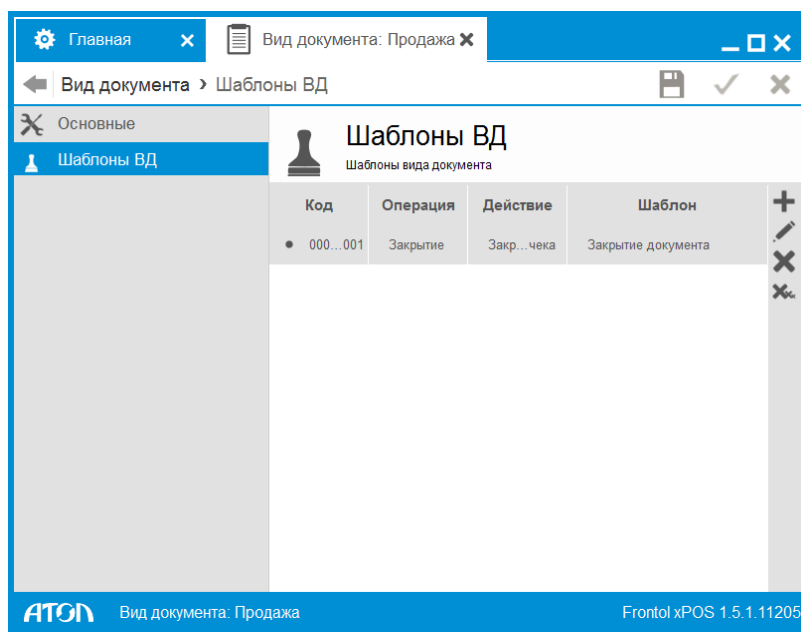 Главная
Вид документа: Продажа
Вид документа › Шаблоны ВД
Основные
Шаблоны ВД
Шаблоны ВД
Шаблоны вида документа
Код Операция Действие Шаблон
000...001 Закрытие Закр...чека Закрытие документа
АТОЛ Вид документа: Продажа Frontol xPOS 1.5.1.11205